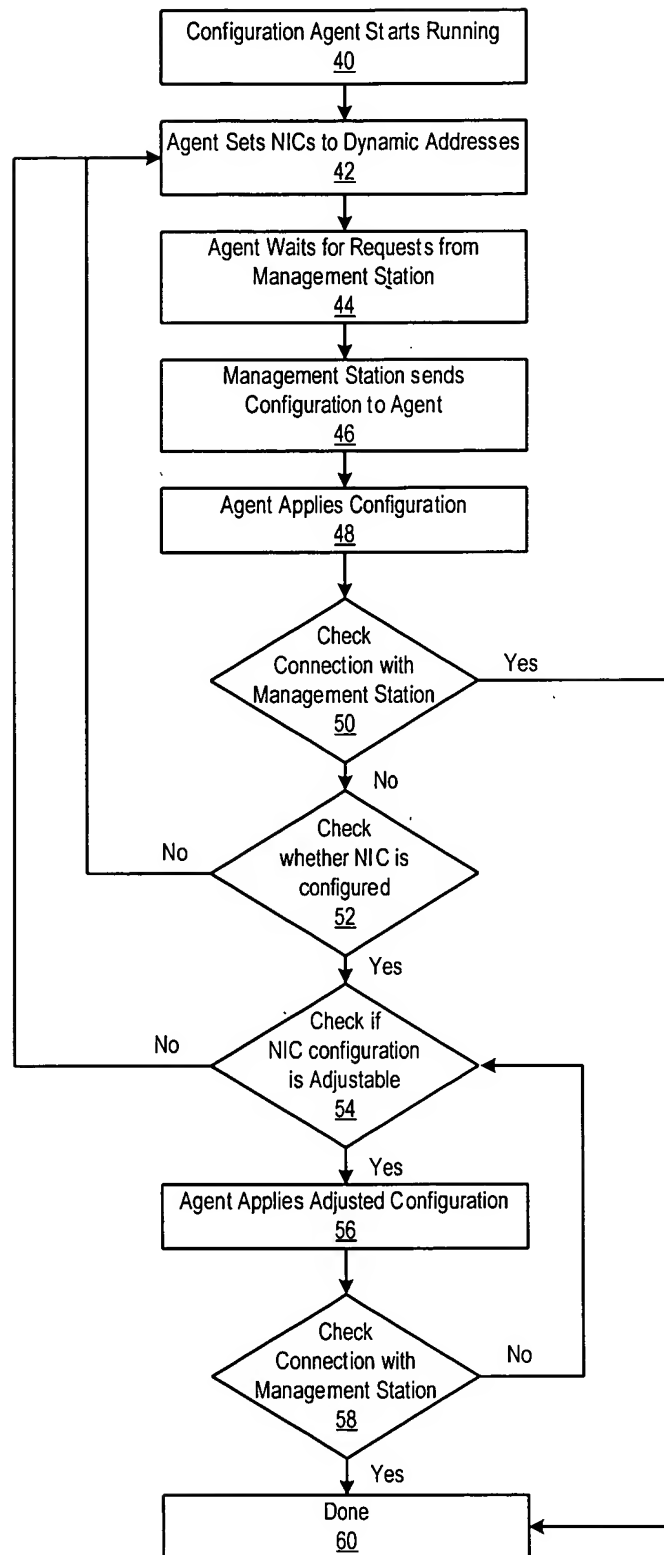 Configuration Agent Starts Running
40
Agent Sets NICs to Dynamic Addresses
42
Agent Waits for Requests from
Management Station
44
Management Station sends
Configuration to Agent
46
Agent Applies Configuration
48
Check
Connection with
Management Station
50
Yes
No
Check
whether NIC is
configured
52
No
Yes
Check if
NIC configuration
is Adjustable
54
No
Yes
Agent Applies Adjusted Configuration
56
Check
Connection with
Management Station
58
No
Yes
Done
60